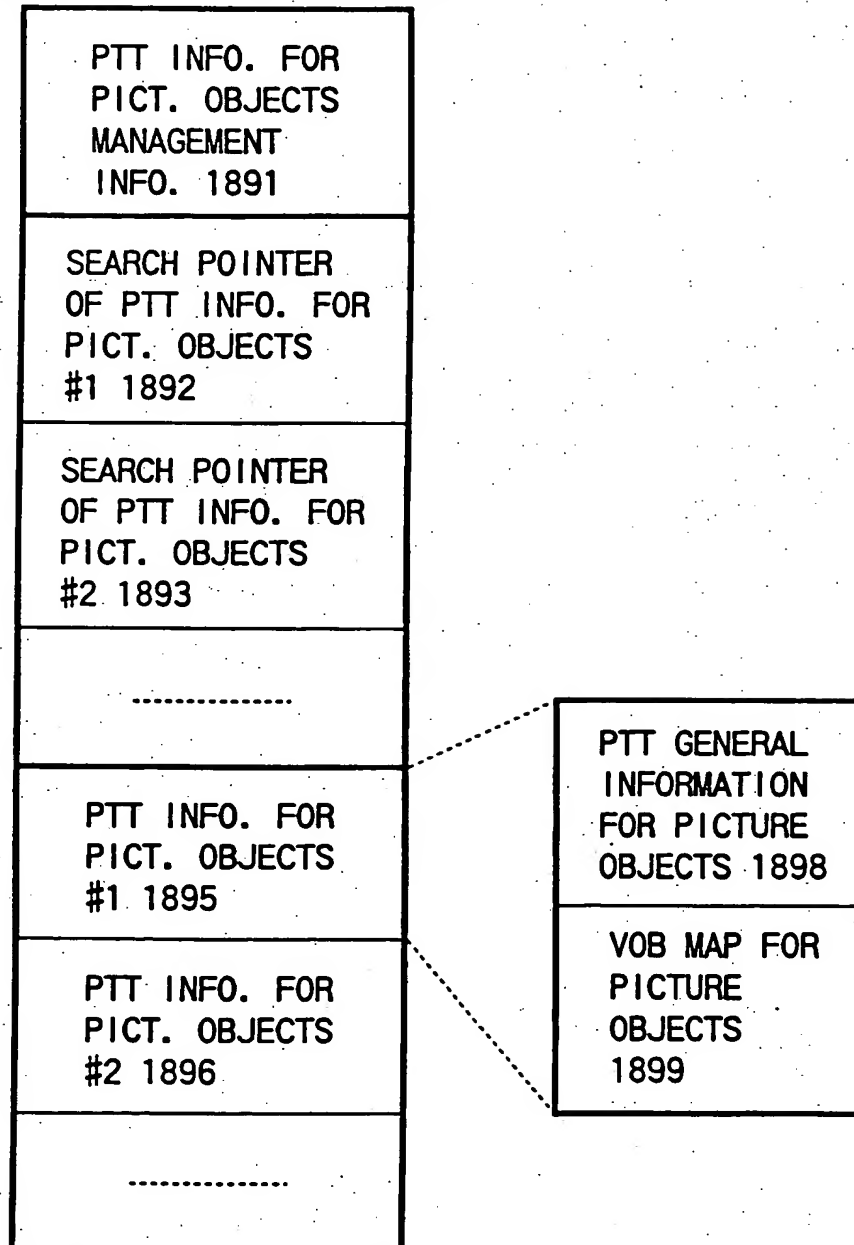 PTT INFO. FOR
PICT. OBJECTS
MANAGEMENT
INFO. 1891
SEARCH POINTER
OF PTT INFO. FOR
PICT. OBJECTS
#1 1892
SEARCH POINTER
OF PTT INFO. FOR
PICT. OBJECTS
#2 1893
PTT INFO. FOR
PICT. OBJECTS
#1 1895
PTT INFO. FOR
PICT. OBJECTS
#2 1896
PTT GENERAL
INFORMATION
FOR PICTURE
OBJECTS 1898
VOB MAP FOR
PICTURE
OBJECTS
1899